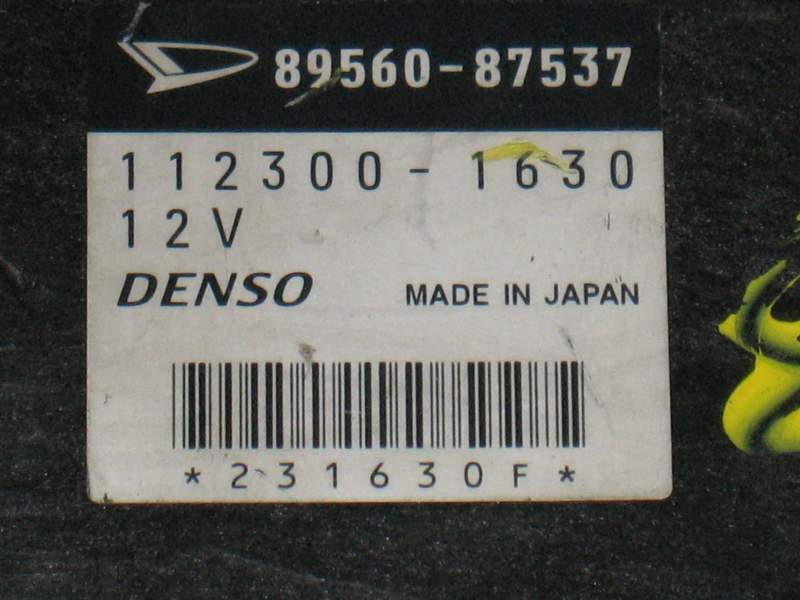 89560-87537
112300-1630
12V
DENSO MADE IN JAPAN
*231630F*